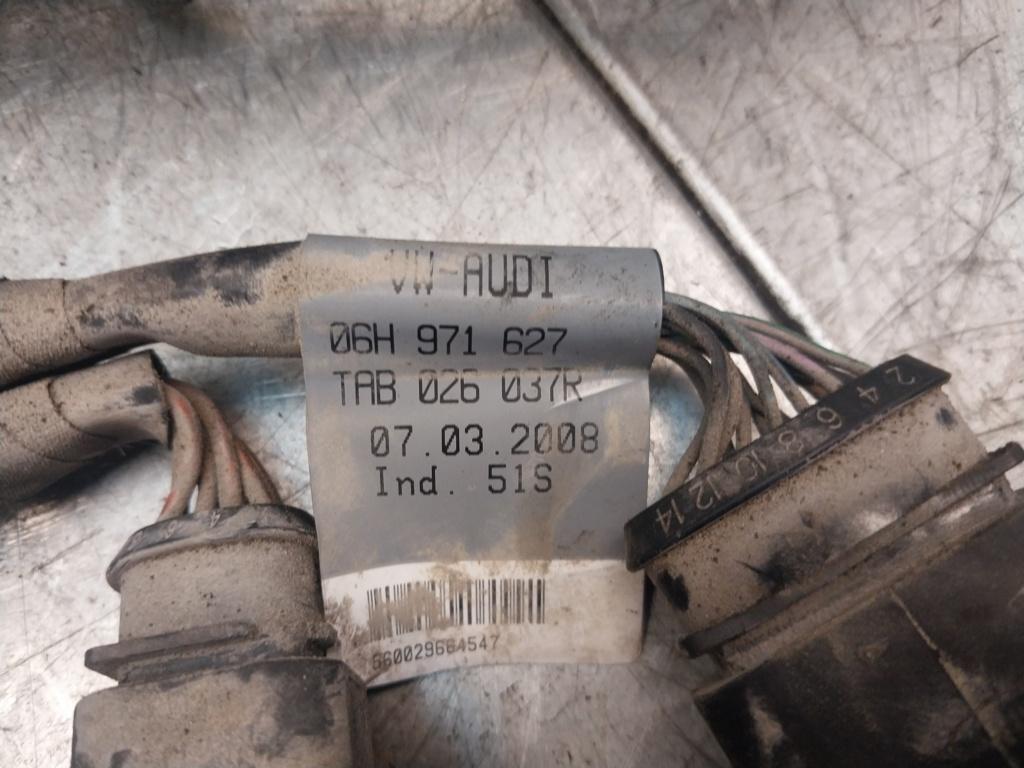 VW-AUDI
06H 971 627
TAB 026 037R
07.03.2008
Ind. 51S
660029664547
2 4 6 8 10 12 14